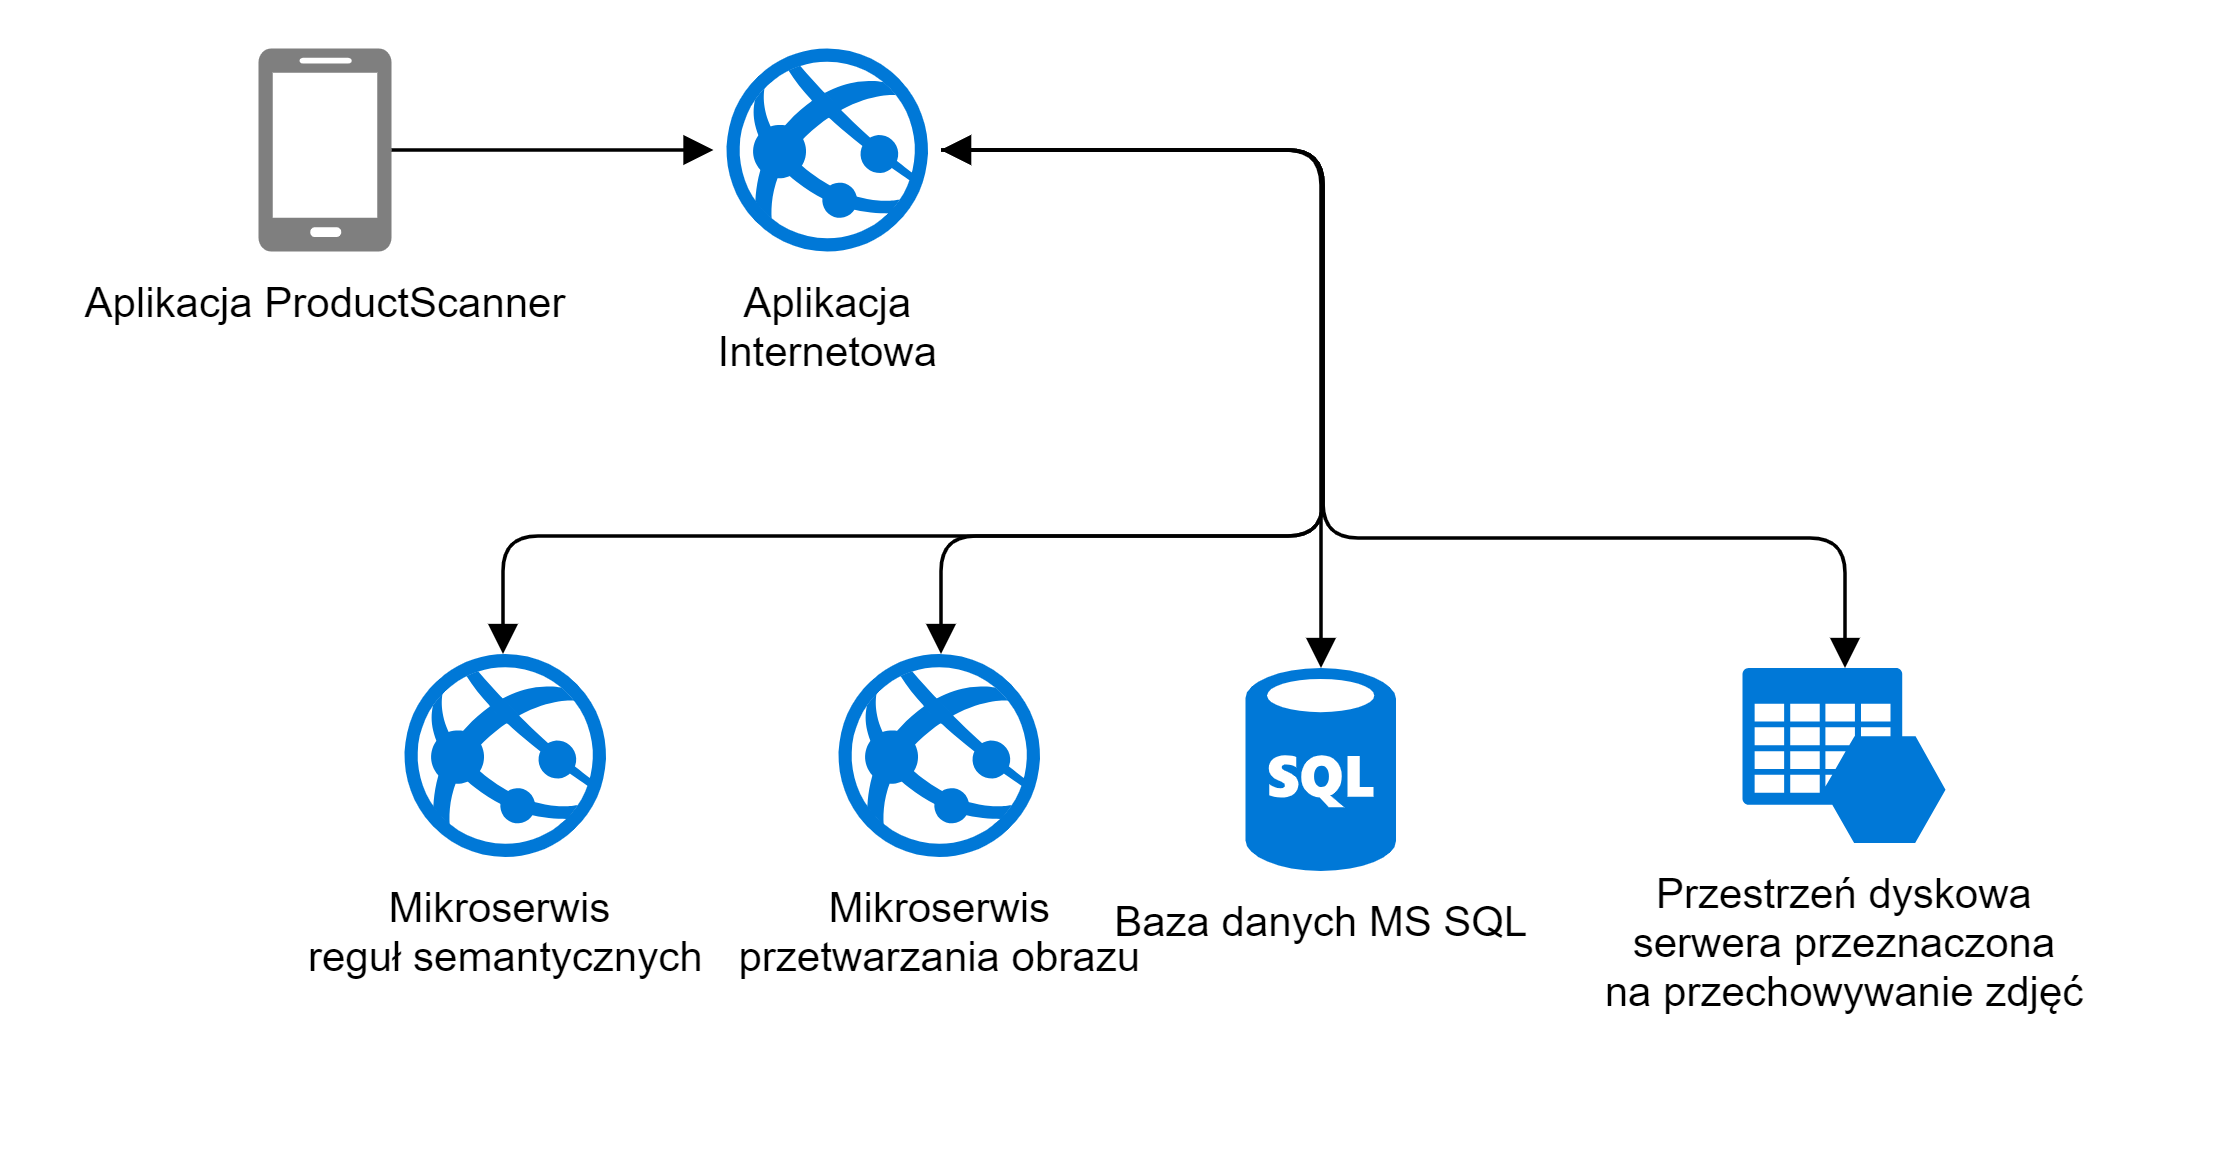 Aplikacja ProductScanner
Aplikacja
Internetowa
Mikroserwis
reguł semantycznych
Mikroserwis
przetwarzania obrazu
SQL
Baza danych MS SQL
Przestrzeń dyskowa
serwera przeznaczona
na przechowywanie zdjęć